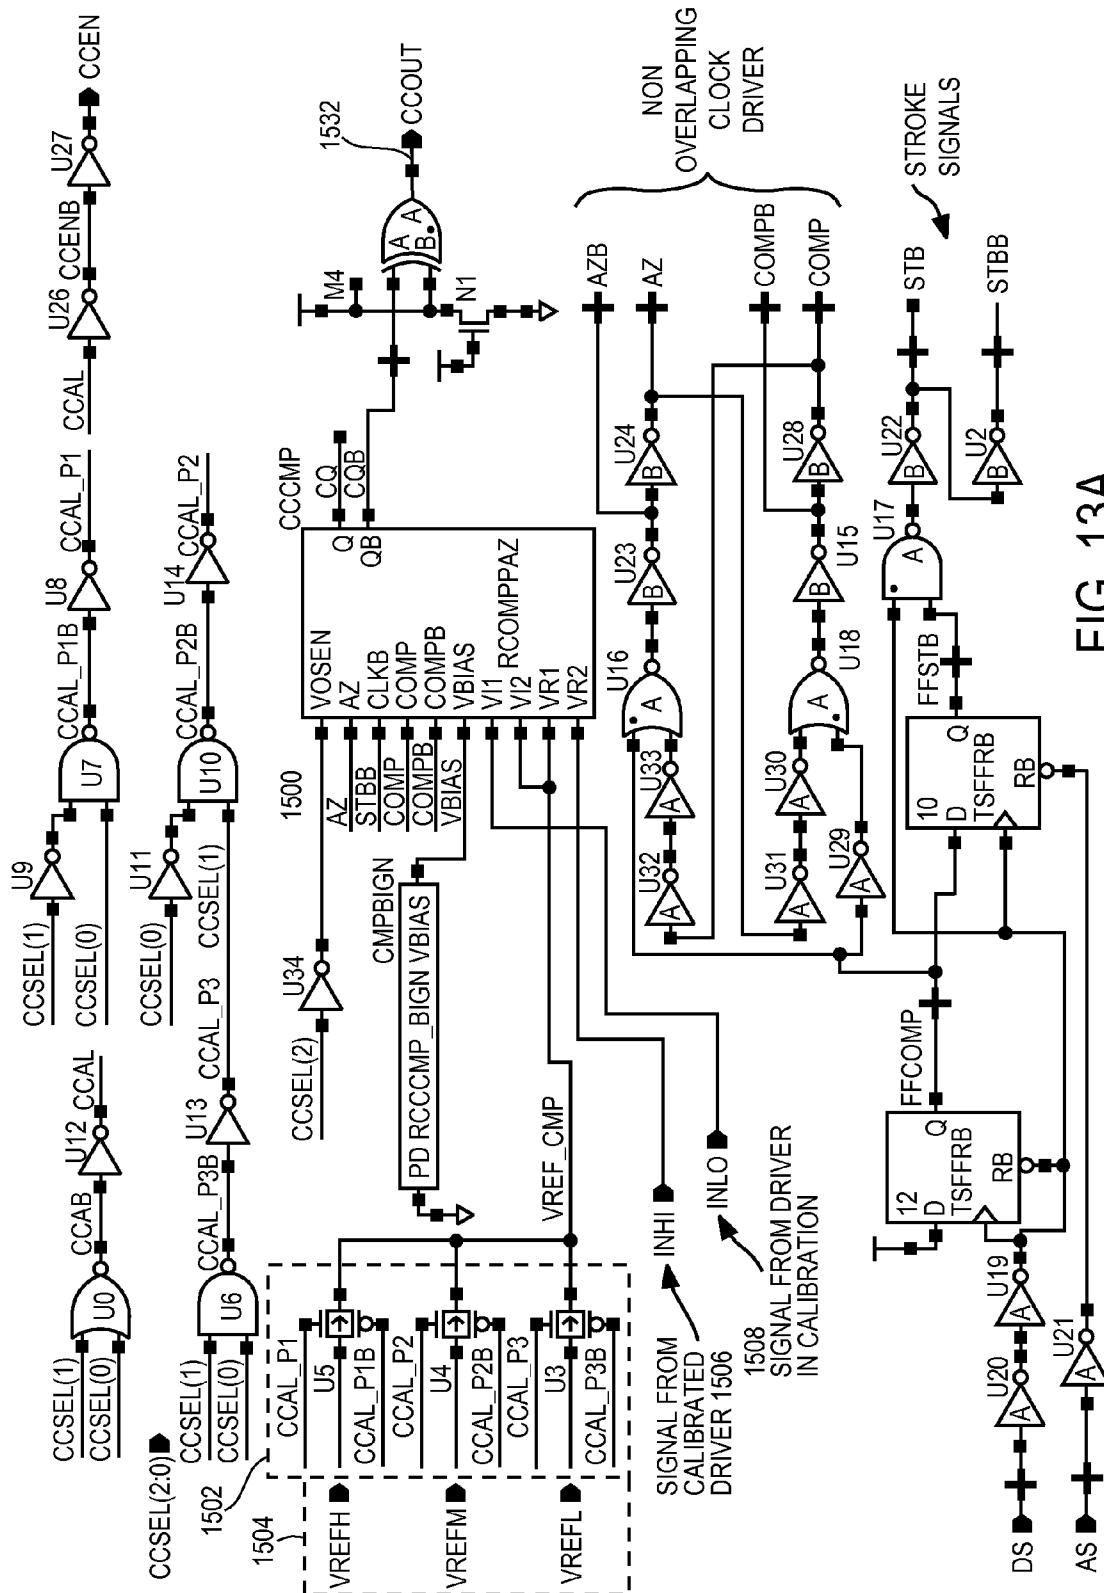 CCSEL(1)
CCSEL(0)
U0
CCAB
U12
CCAL
CCSEL(1)
U9
CCSEL(0)
U7
CCAL_P1B
U8
CCAL_P1
CCAL
U26
CCENB
U27
CCEN
CCSEL(2:0)
CCSEL(1)
CCSEL(0)
U6
CCAL_P3B
U13
CCAL_P3
CCSEL(0)
U11
CCSEL(1)
U10
CCAL_P2B
U14
CCAL_P2
1502
1504
CCAL_P1
VREFH
U5
CCAL_P1B
CCAL_P2
VREFM
U4
CCAL_P2B
CCAL_P3
VREFL
U3
CCAL_P3B
VREF_CMP
CCSEL(2)
U34
CMPBIGN
PD RCCCMP_BIGN VBIAS
1500
AZ
STBB
COMP
COMPB
VBIAS
CCCMP
VOSEN
AZ
CLKB
COMP
COMPB
VBIAS
VI1
VI2 RCOMPPAZ
VR1
VR2
Q
QB
CQ
CQB
M4
N1
A
B
A
1532
CCOUT
INHI
SIGNAL FROM
CALIBRATED
DRIVER 1506
INLO
1508
SIGNAL FROM DRIVER
IN CALIBRATION
U32
A
U33
A
U16
A
U23
B
U24
B
AZB
AZ
U31
A
U30
A
U29
A
U18
A
U15
B
U28
B
COMPB
COMP
NON
OVERLAPPING
CLOCK
DRIVER
DS
U20
A
U19
A
AS
U21
A
12
D
TSFFRB
RB
Q
FFCOMP
10
D
TSFFRB
RB
Q
FFSTB
U17
A
U22
B
STB
U2
B
STBB
STROKE
SIGNALS
FIG. 13A